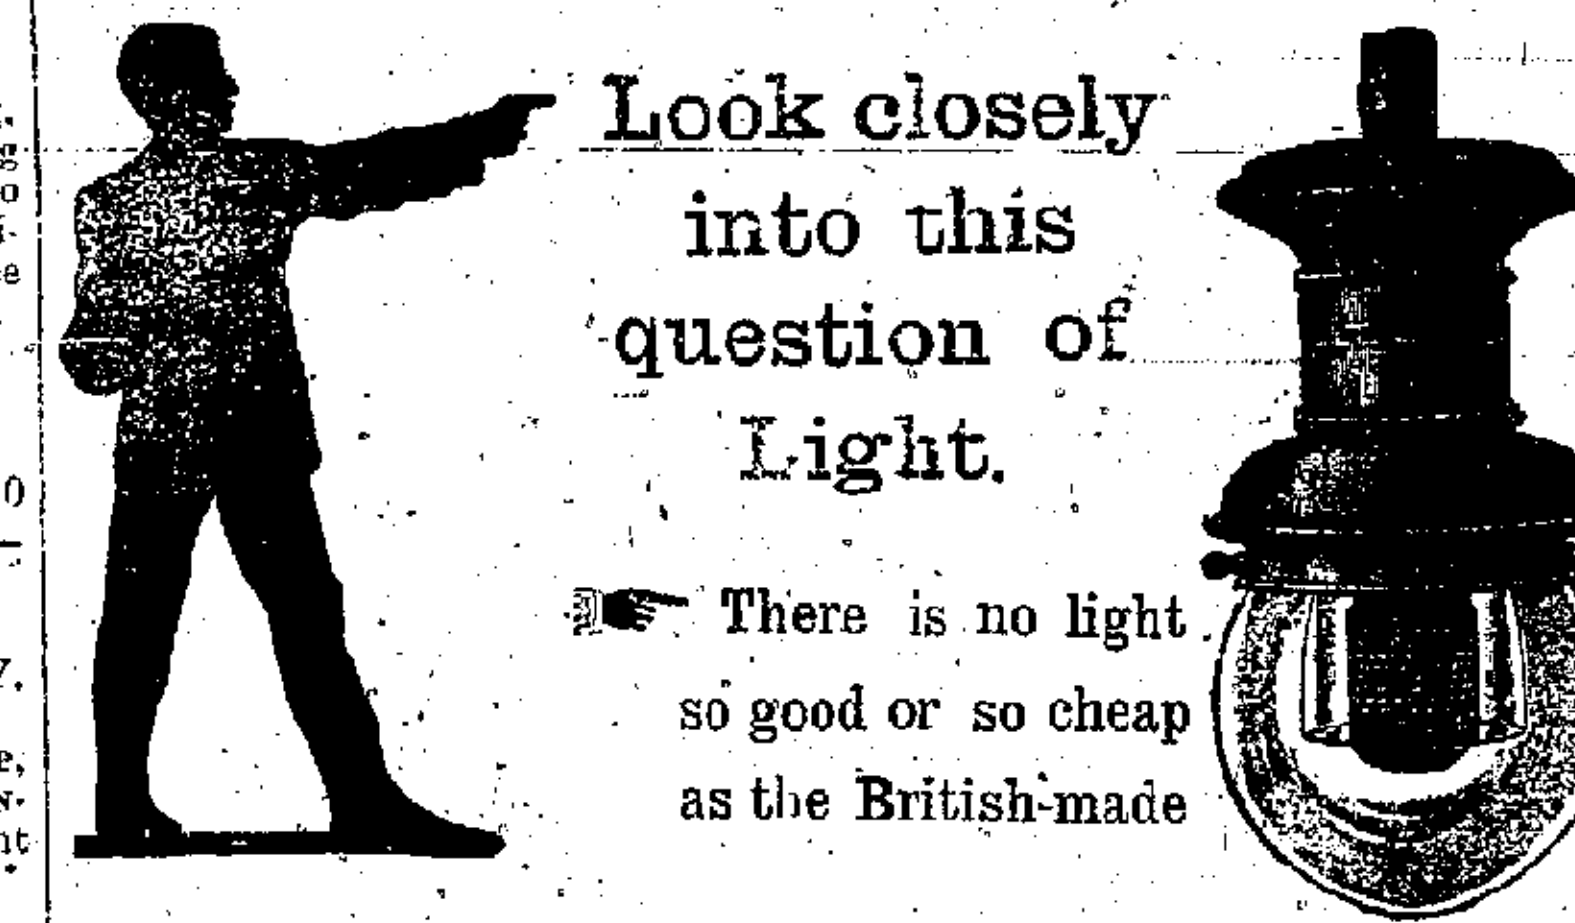 Look closely
into this
question of
Light.
There is no light
so good or so cheap
as the British-made